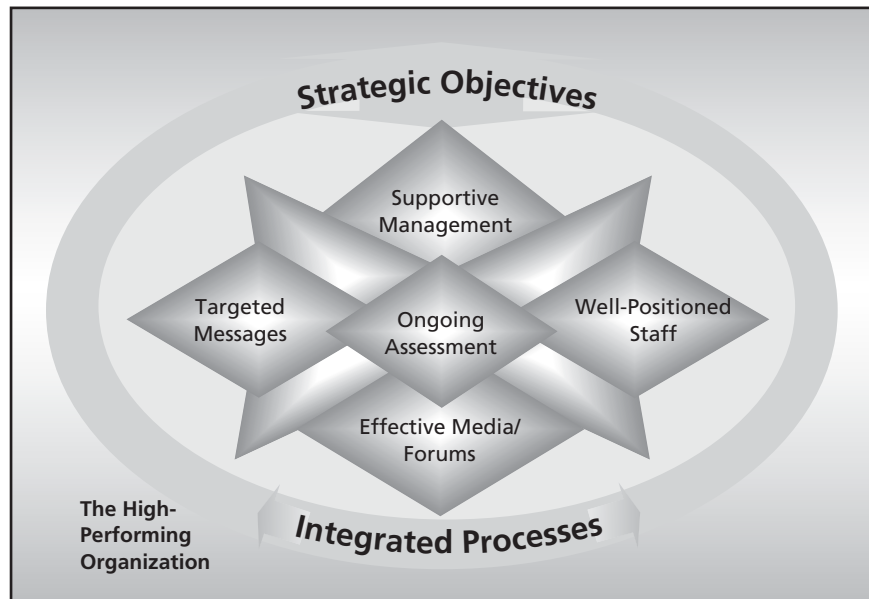 Strategic Objectives
Supportive
Management
Targeted
Messages
Ongoing
Assessment
Well-Positioned
Staff
Effective Media/
Forums
Integrated Processes
The High-
Performing
Organization